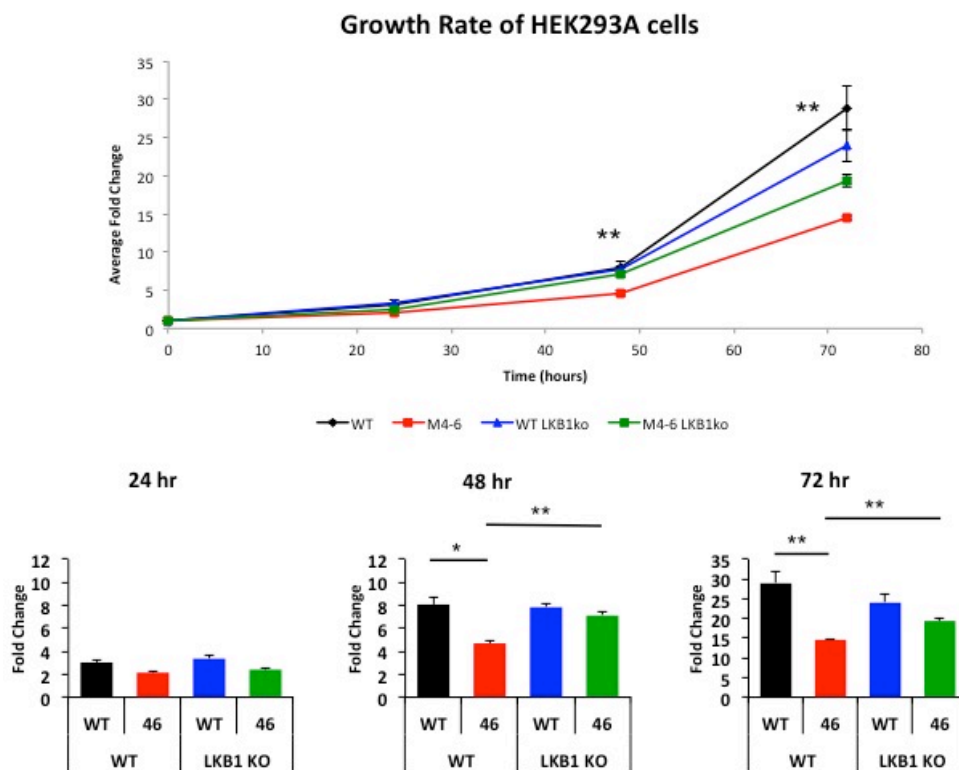 Growth Rate of HEK293A cells
Average Fold Change
35
30
25
20
15
10
5
0
**
**
0 10 20 30 40 50 60 70 80
Time (hours)
WT M4-6 WT LKB1ko M4-6 LKB1ko
24 hr
Fold Change
12
10
8
6
4
2
0
WT 46 WT 46
WT LKB1 KO
48 hr
**
*
Fold Change
12
10
8
6
4
2
0
WT 46 WT 46
WT LKB1 KO
72 hr
**
**
Fold Change
35
30
25
20
15
10
5
0
WT 46 WT 46
WT LKB1 KO